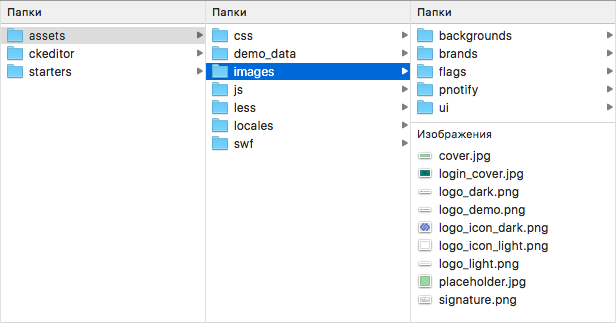 Папки
assets
ckeditor
starters
Папки
css
demo_data
images
js
less
locales
swf
Папки
backgrounds
brands
flags
pnotify
ui
Изображения
cover.jpg
login_cover.jpg
logo_dark.png
logo_demo.png
logo_icon_dark.png
logo_icon_light.png
logo_light.png
placeholder.jpg
signature.png